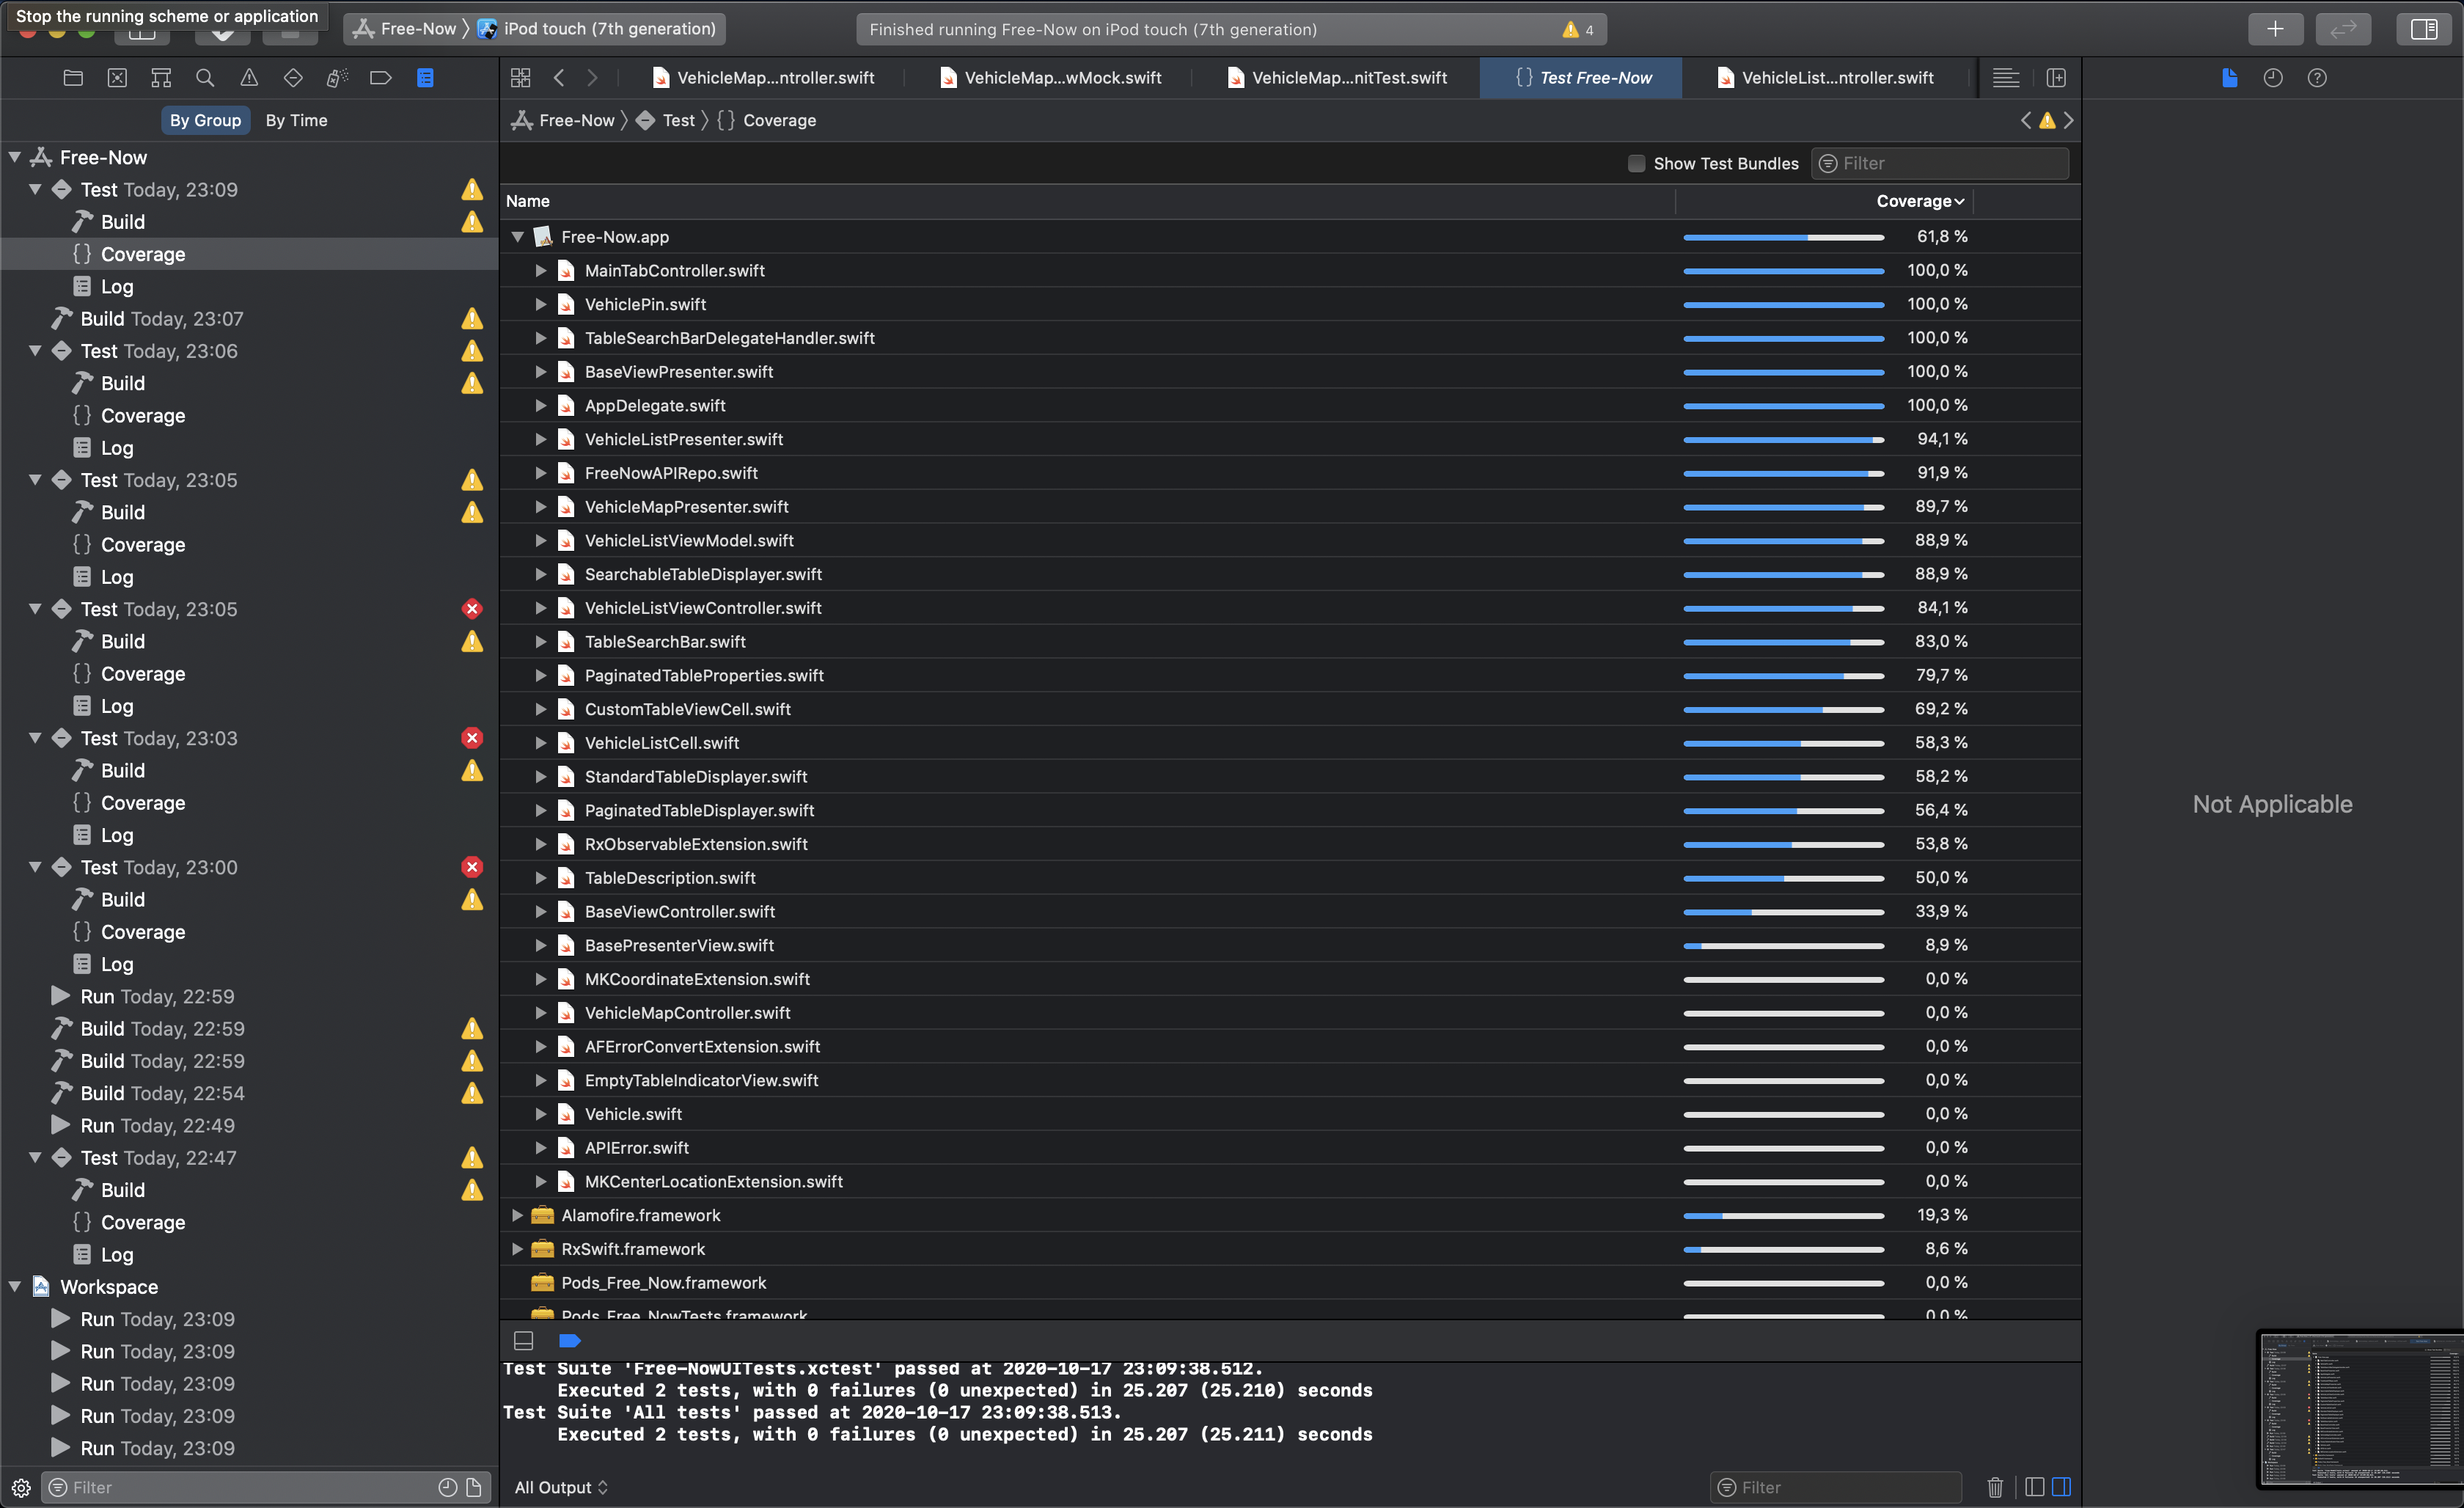 Stop the running scheme or application
Free-Now
iPod touch (7th generation)
Finished running Free-Now on iPod touch (7th generation)
4
VehicleMap...ntroller.swift
VehicleMap...wMock.swift
VehicleMap...nitTest.swift
{} Test Free-Now
VehicleList...ntroller.swift
By Group
By Time
Free-Now
Test
{} Coverage
Show Test Bundles
Filter
Name
Coverage
Free-Now
Test Today, 23:09
Build
{} Coverage
Log
Build Today, 23:07
Test Today, 23:06
Build
{} Coverage
Log
Test Today, 23:05
Build
{} Coverage
Log
Test Today, 23:05
Build
{} Coverage
Log
Test Today, 23:03
Build
{} Coverage
Log
Test Today, 23:00
Build
{} Coverage
Log
Run Today, 22:59
Build Today, 22:59
Build Today, 22:59
Build Today, 22:54
Run Today, 22:49
Test Today, 22:47
Build
{} Coverage
Log
Workspace
Run Today, 23:09
Run Today, 23:09
Run Today, 23:09
Run Today, 23:09
Run Today, 23:09
Filter
Free-Now.app 61,8 %
MainTabController.swift 100,0 %
VehiclePin.swift 100,0 %
TableSearchBarDelegateHandler.swift 100,0 %
BaseViewPresenter.swift 100,0 %
AppDelegate.swift 100,0 %
VehicleListPresenter.swift 94,1 %
FreeNowAPIRepo.swift 91,9 %
VehicleMapPresenter.swift 89,7 %
VehicleListViewModel.swift 88,9 %
SearchableTableDisplayer.swift 88,9 %
VehicleListViewController.swift 84,1 %
TableSearchBar.swift 83,0 %
PaginatedTableProperties.swift 79,7 %
CustomTableViewCell.swift 69,2 %
VehicleListCell.swift 58,3 %
StandardTableDisplayer.swift 58,2 %
PaginatedTableDisplayer.swift 56,4 %
RxObservableExtension.swift 53,8 %
TableDescription.swift 50,0 %
BaseViewController.swift 33,9 %
BasePresenterView.swift 8,9 %
MKCoordinateExtension.swift 0,0 %
VehicleMapController.swift 0,0 %
AFErrorConvertExtension.swift 0,0 %
EmptyTableIndicatorView.swift 0,0 %
Vehicle.swift 0,0 %
APIError.swift 0,0 %
MKCenterLocationExtension.swift 0,0 %
Alamofire.framework 19,3 %
RxSwift.framework 8,6 %
Pods_Free_Now.framework 0,0 %
Pods_Free_NowTests.framework 0,0 %
Not Applicable
Test Suite 'Free-NowUITests.xctest' passed at 2020-10-17 23:09:38.512.
Executed 2 tests, with 0 failures (0 unexpected) in 25.207 (25.210) seconds
Test Suite 'All tests' passed at 2020-10-17 23:09:38.513.
Executed 2 tests, with 0 failures (0 unexpected) in 25.207 (25.211) seconds
All Output
Filter